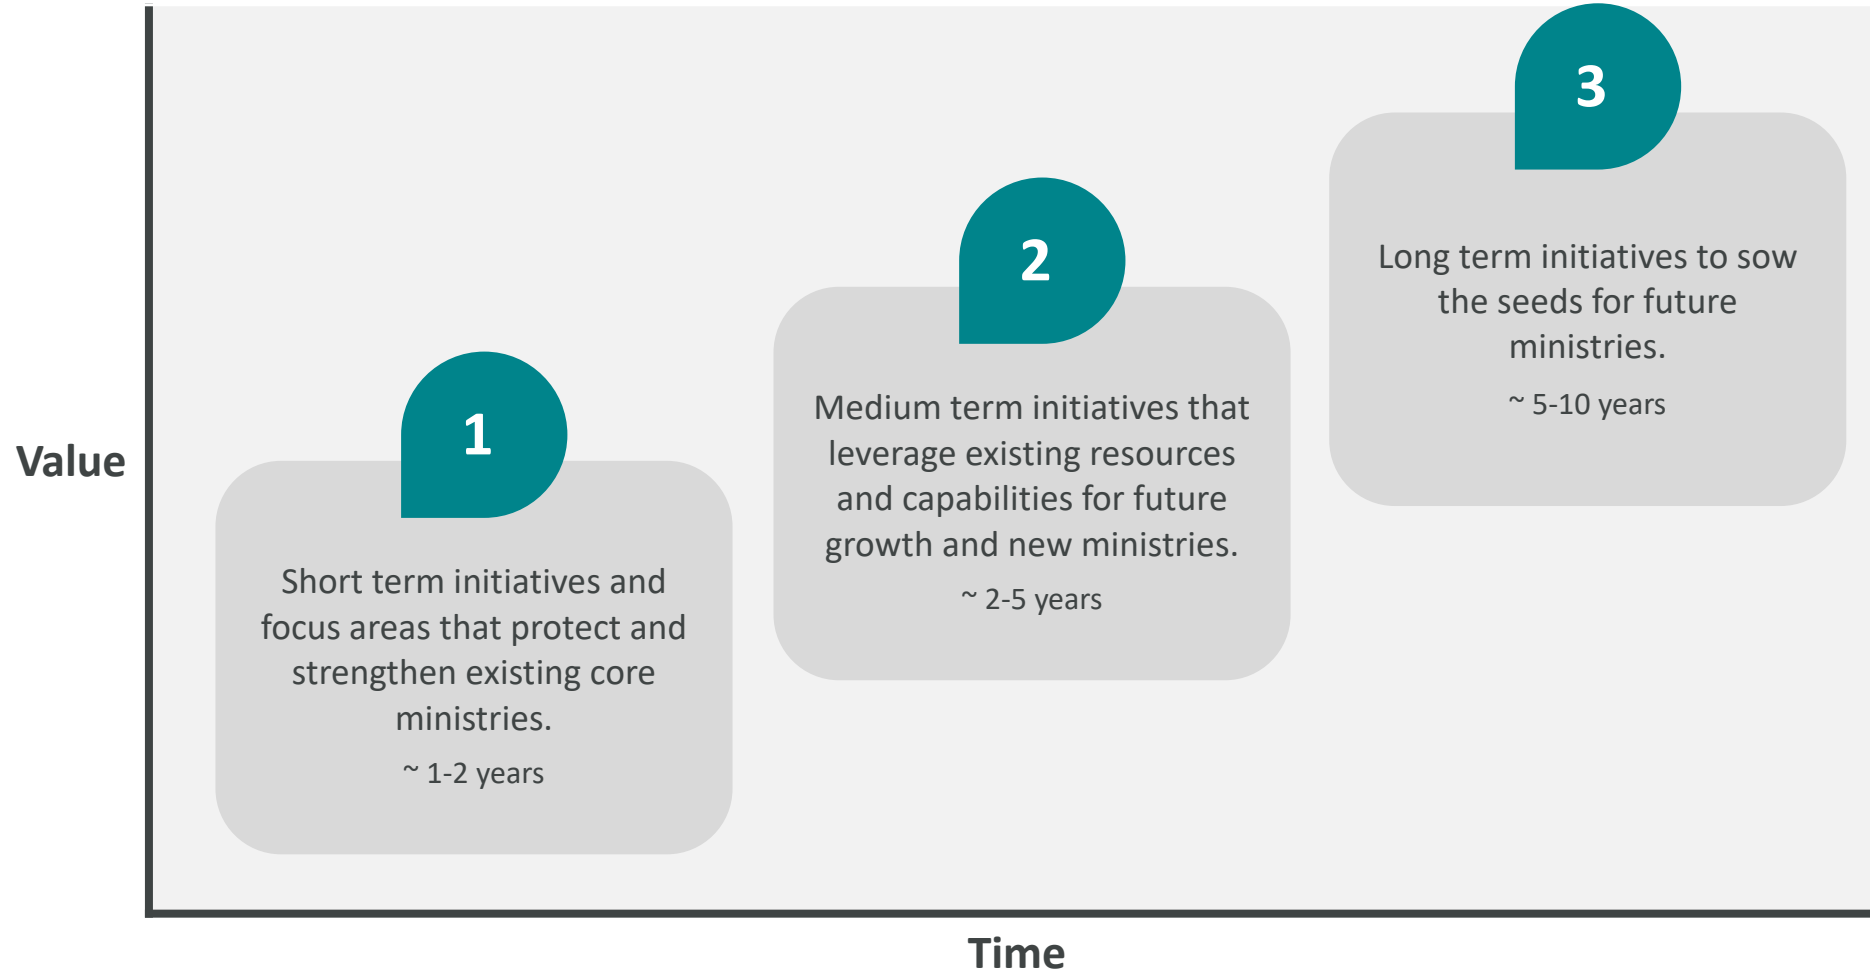 Value
1
Short term initiatives and
focus areas that protect and
strengthen existing core
ministries.
~ 1-2 years
2
Medium term initiatives that
leverage existing resources
and capabilities for future
growth and new ministries.
~ 2-5 years
3
Long term initiatives to sow
the seeds for future
ministries.
~ 5-10 years
Time